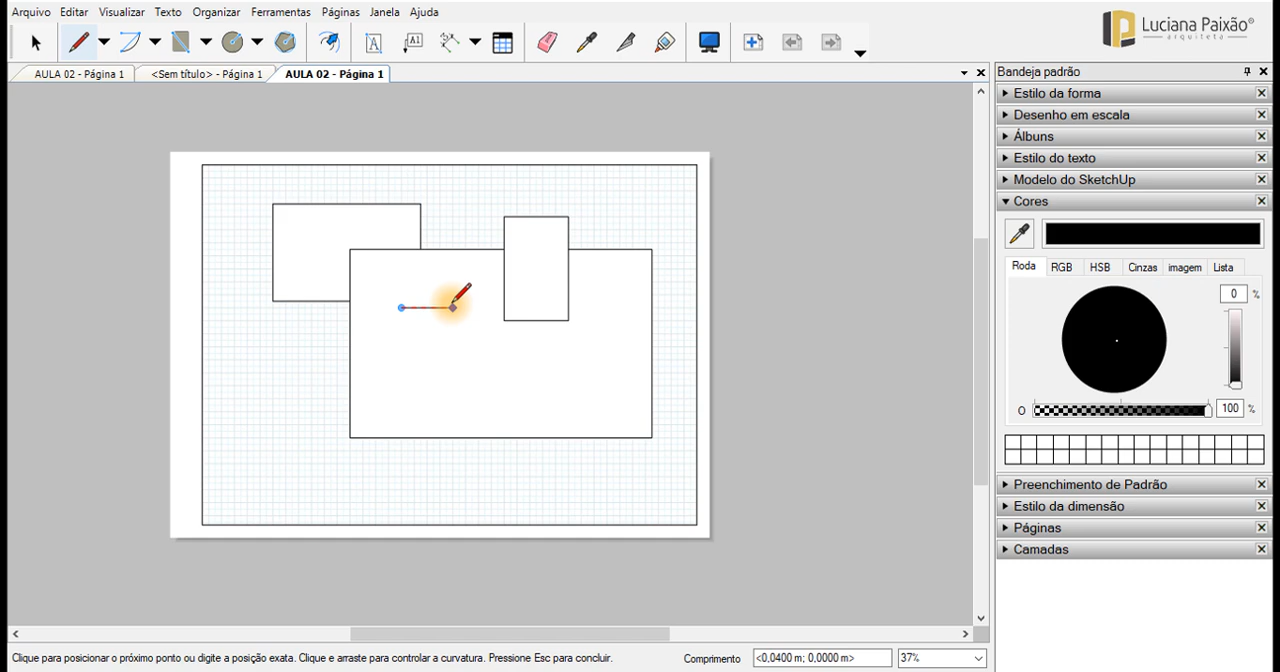 Arquivo Editar Visualizar Texto Organizar Ferramentas Páginas Janela Ajuda
Luciana Paixão®
arquiteta
A
A1
AULA 02 - Página 1
<Sem título> - Página 1
AULA 02 - Página 1
Bandeja padrão
Estilo da forma
Desenho em escala
Álbuns
Estilo do texto
Modelo do SketchUp
Cores
Roda RGB HSB Cinzas imagem Lista
0 %
O 100 %
Preenchimento de Padrão
Estilo da dimensão
Páginas
Camadas
Clique para posicionar o próximo ponto ou digite a posição exata. Clique e arraste para controlar a curvatura. Pressione Esc para concluir. Comprimento <0,0400 m; 0,0000 m> 37%